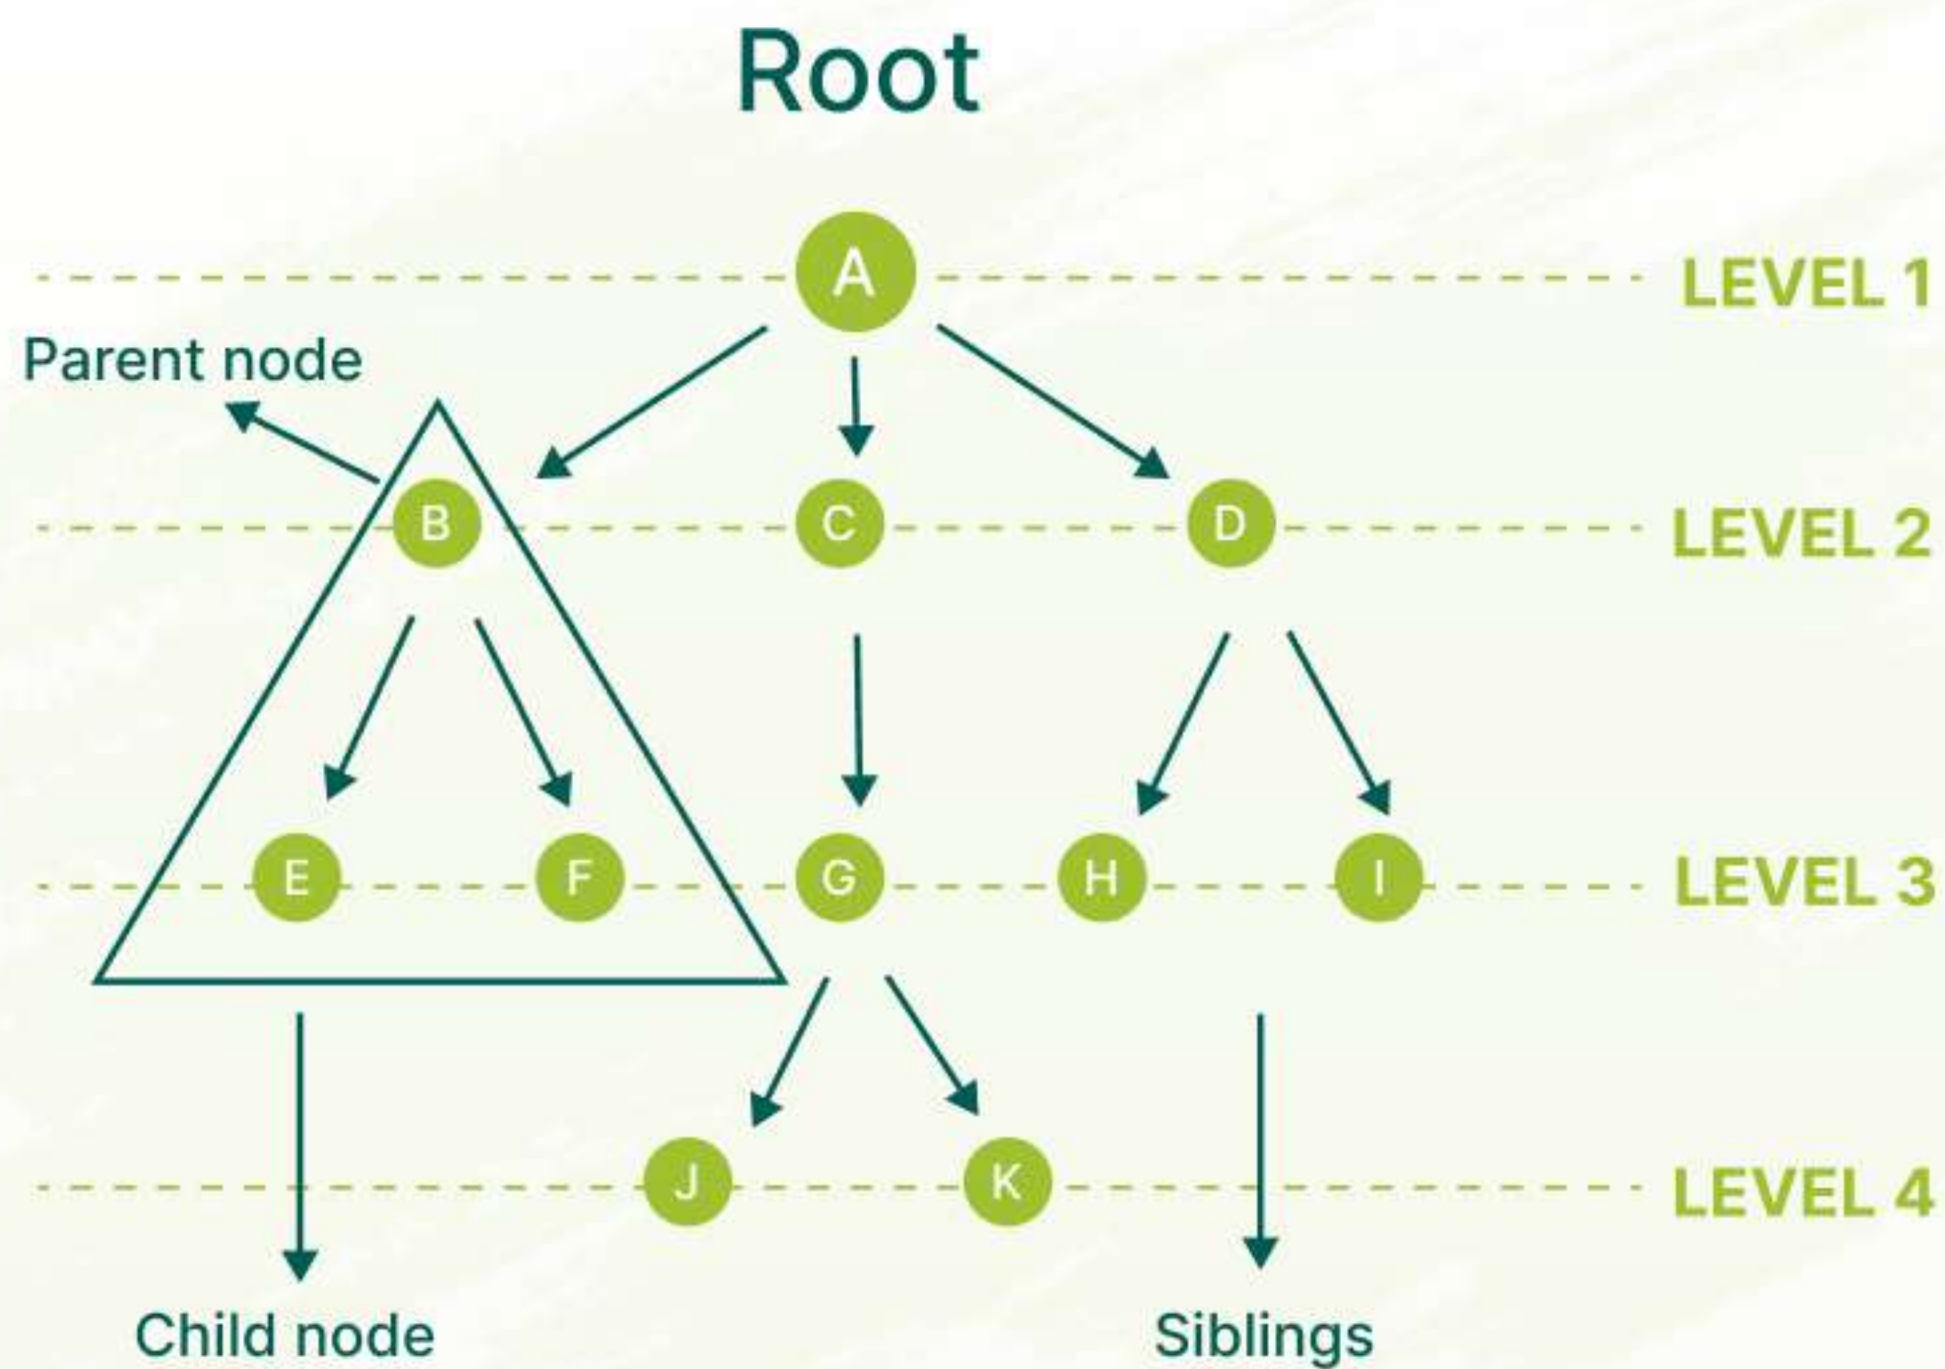 Root
A
LEVEL 1
Parent node
B
C
D
LEVEL 2
E
F
G
H
I
LEVEL 3
J
K
LEVEL 4
Child node
Siblings